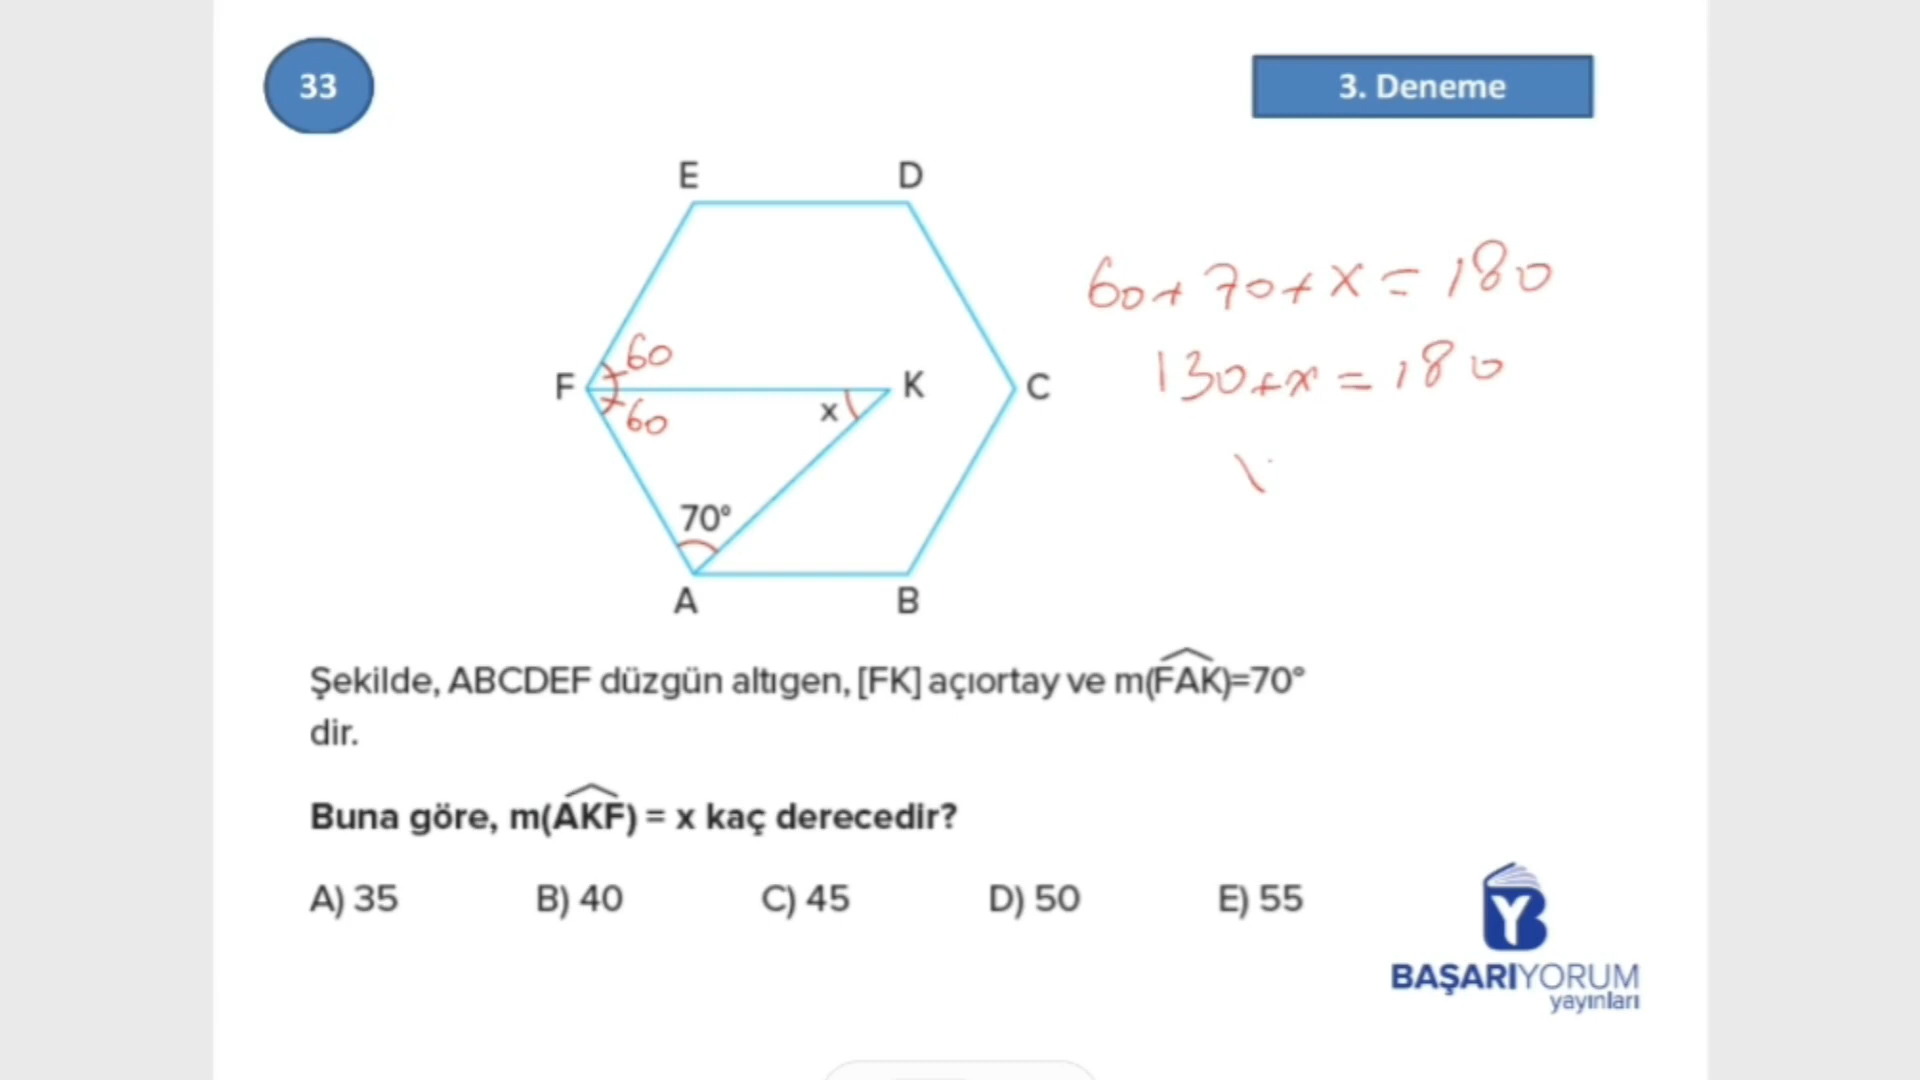 33
3. Deneme
E
D
60+70+x=180
60
130+x=180
F
K
C
x
60
70°
A
B
Şekilde, ABCDEF düzgün altıgen, [FK] açıortay ve m(FAK)=70°
dir.
Buna göre, m(AKF) = x kaç derecedir?
A) 35 B) 40 C) 45 D) 50 E) 55
BAŞARIYORUM
yayınları